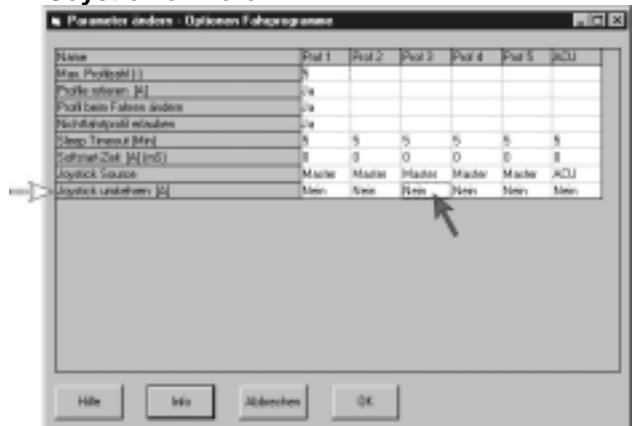 Parameter ändern - Optionen Fahrprogramme
Name Prof 1 Prof 2 Prof 3 Prof 4 Prof 5 ACU
Max. Profilzahl [-] 5
Profile rotieren [A] Ja
Profil beim Fahren ändern Ja
Nichtfahrtprofil erlauben Ja
Sleep Timeout [Min] 5 5 5 5 5 5
Softstart-Zeit [A] (mS) 0 0 0 0 0 0
Joystick Source Master Master Master Master Master ACU
Joystick umdrehen [A] Nein Nein Nein Nein Nein Nein
Hilfe Info Abbrechen OK